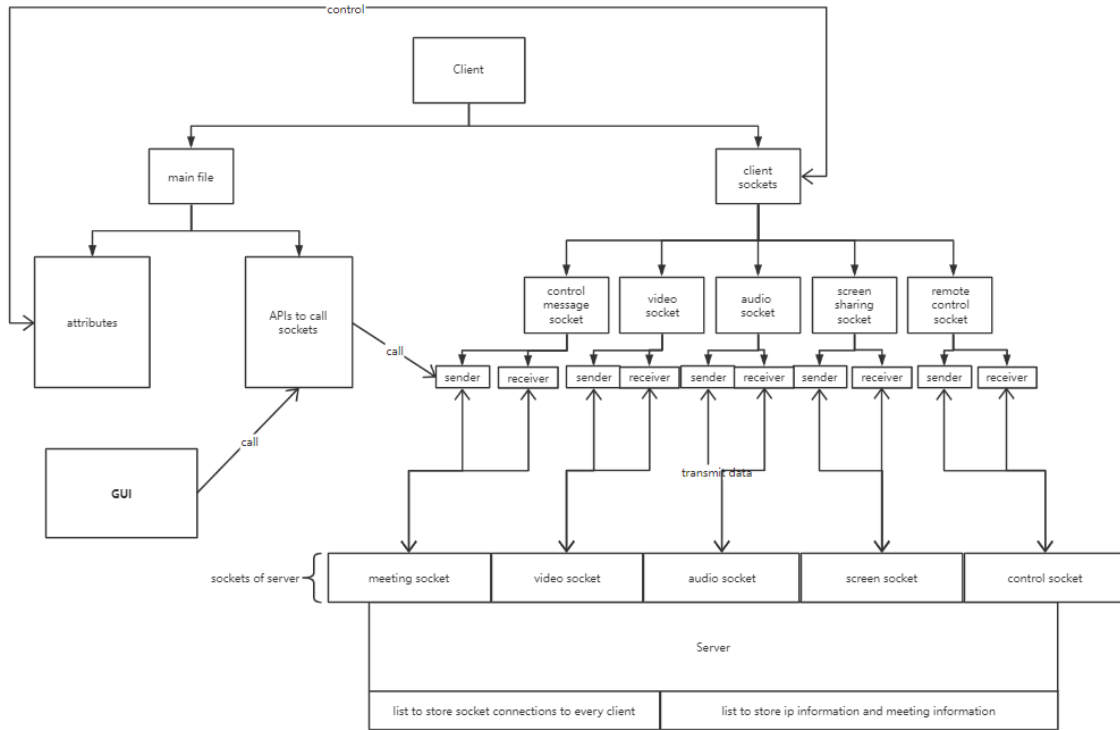 control
Client
main file
client
sockets
attributes
APIs to call
sockets
control
message
socket
video
socket
audio
socket
screen
sharing
socket
remote
control
socket
call
sender
receiver
sender
receiver
sender
receiver
sender
receiver
sender
receiver
call
transmit data
GUI
sockets of server
meeting socket
video socket
audio socket
screen socket
control socket
Server
list to store socket connections to every client
list to store ip information and meeting information